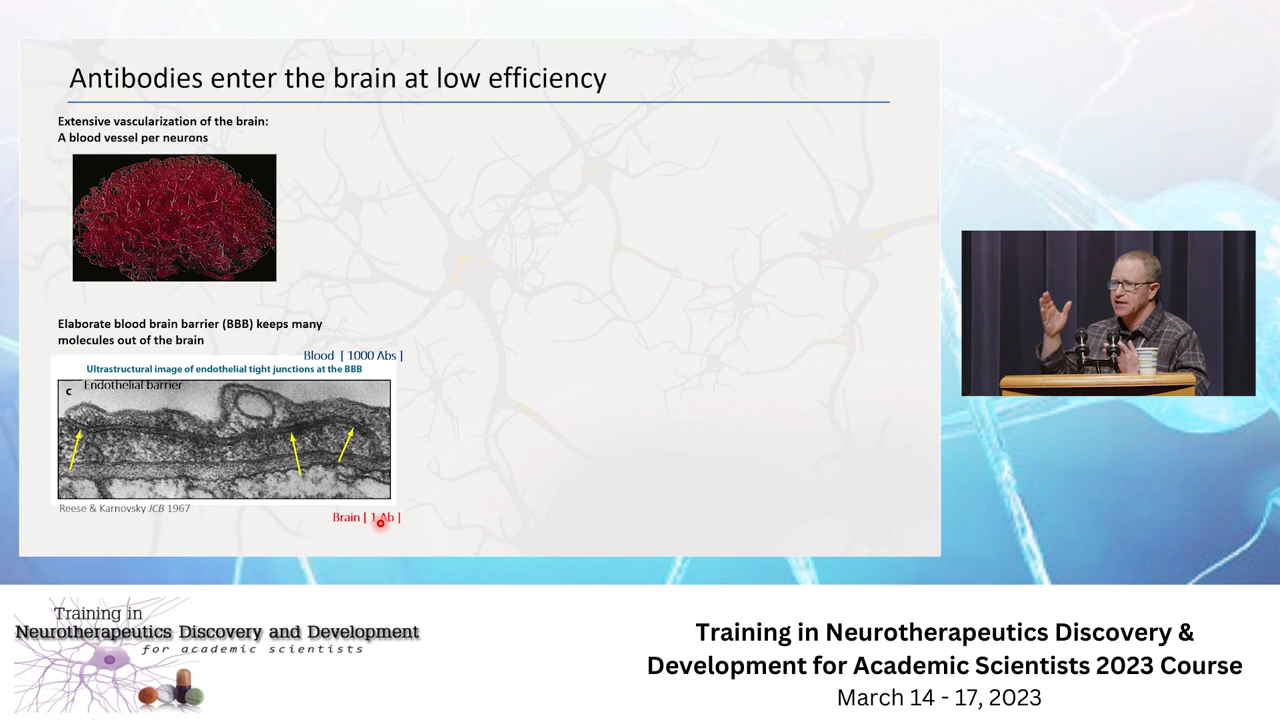 Antibodies enter the brain at low efficiency
Extensive vascularization of the brain:
A blood vessel per neurons
Elaborate blood brain barrier (BBB) keeps many
molecules out of the brain
Blood [ 1000 Abs ]
Ultrastructural image of endothelial tight junctions at the BBB
c Endothelial barrier
Reese & Karnovsky JCB 1967
Brain [ 1 Ab ]
Training in
Neurotherapeutics Discovery and Development
for academic scientists
Training in Neurotherapeutics Discovery &
Development for Academic Scientists 2023 Course
March 14 - 17, 2023